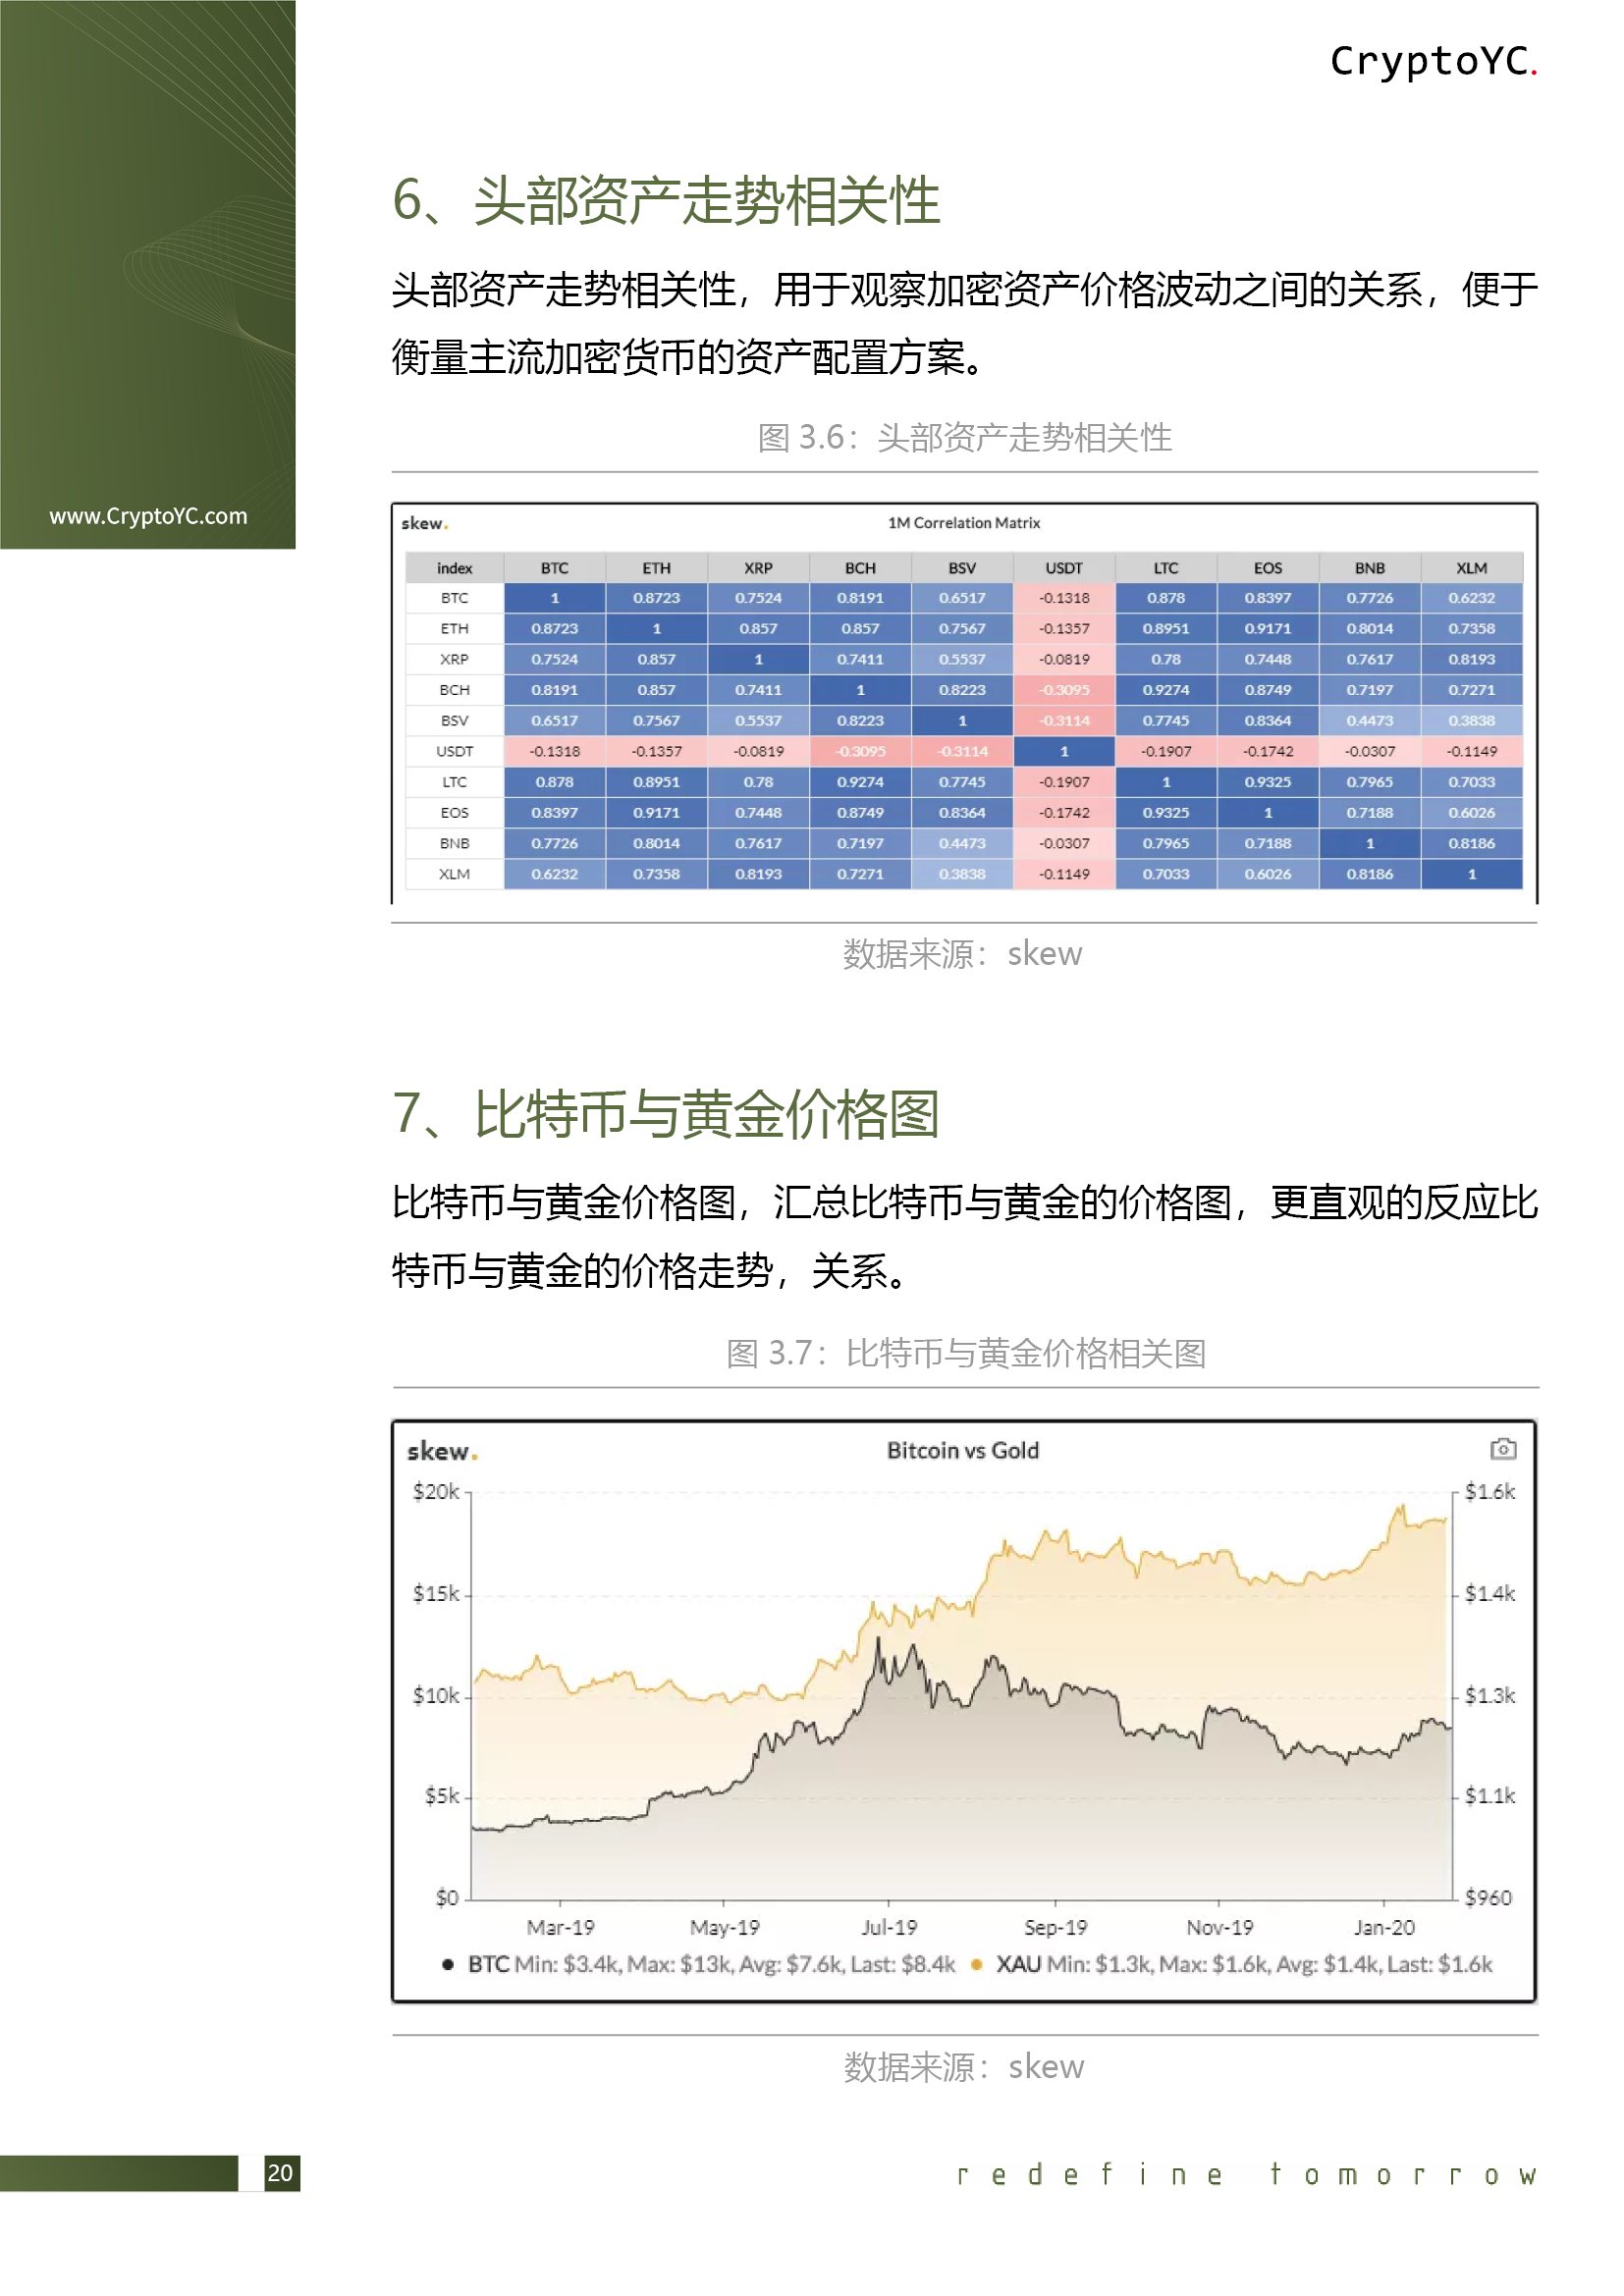 CryptoYC.
www.CryptoYC.com
6、头部资产走势相关性
头部资产走势相关性，用于观察加密资产价格波动之间的关系，便于
衡量主流加密货币的资产配置方案。
图 3.6：头部资产走势相关性
skew. 1M Correlation Matrix
index BTC ETH XRP BCH BSV USDT LTC EOS BNB XLM
BTC 1 0.8723 0.7524 0.8191 0.6517 -0.1318 0.878 0.8397 0.7726 0.6232
ETH 0.8723 1 0.857 0.857 0.7567 -0.1357 0.8951 0.9171 0.8014 0.7358
XRP 0.7524 0.857 1 0.7411 0.5537 -0.0819 0.78 0.7448 0.7617 0.8193
BCH 0.8191 0.857 0.7411 1 0.8223 -0.3095 0.9274 0.8749 0.7197 0.7271
BSV 0.6517 0.7567 0.5537 0.8223 1 -0.3114 0.7745 0.8364 0.4473 0.3838
USDT -0.1318 -0.1357 -0.0819 -0.3095 -0.3114 1 -0.1907 -0.1742 -0.0307 -0.1149
LTC 0.878 0.8951 0.78 0.9274 0.7745 -0.1907 1 0.9325 0.7965 0.7033
EOS 0.8397 0.9171 0.7448 0.8749 0.8364 -0.1742 0.9325 1 0.7188 0.6026
BNB 0.7726 0.8014 0.7617 0.7197 0.4473 -0.0307 0.7965 0.7188 1 0.8186
XLM 0.6232 0.7358 0.8193 0.7271 0.3838 -0.1149 0.7033 0.6026 0.8186 1
数据来源：skew
7、比特币与黄金价格图
比特币与黄金价格图，汇总比特币与黄金的价格图，更直观的反应比
特币与黄金的价格走势，关系。
图 3.7：比特币与黄金价格相关图
skew. Bitcoin vs Gold
$20k $1.6k
$15k $1.4k
$10k $1.3k
$5k $1.1k
$0 $960
Mar-19 May-19 Jul-19 Sep-19 Nov-19 Jan-20
BTC Min: $3.4k, Max: $13k, Avg: $7.6k, Last: $8.4k XAU Min: $1.3k, Max: $1.6k, Avg: $1.4k, Last: $1.6k
数据来源：skew
20
redefine tomorrow